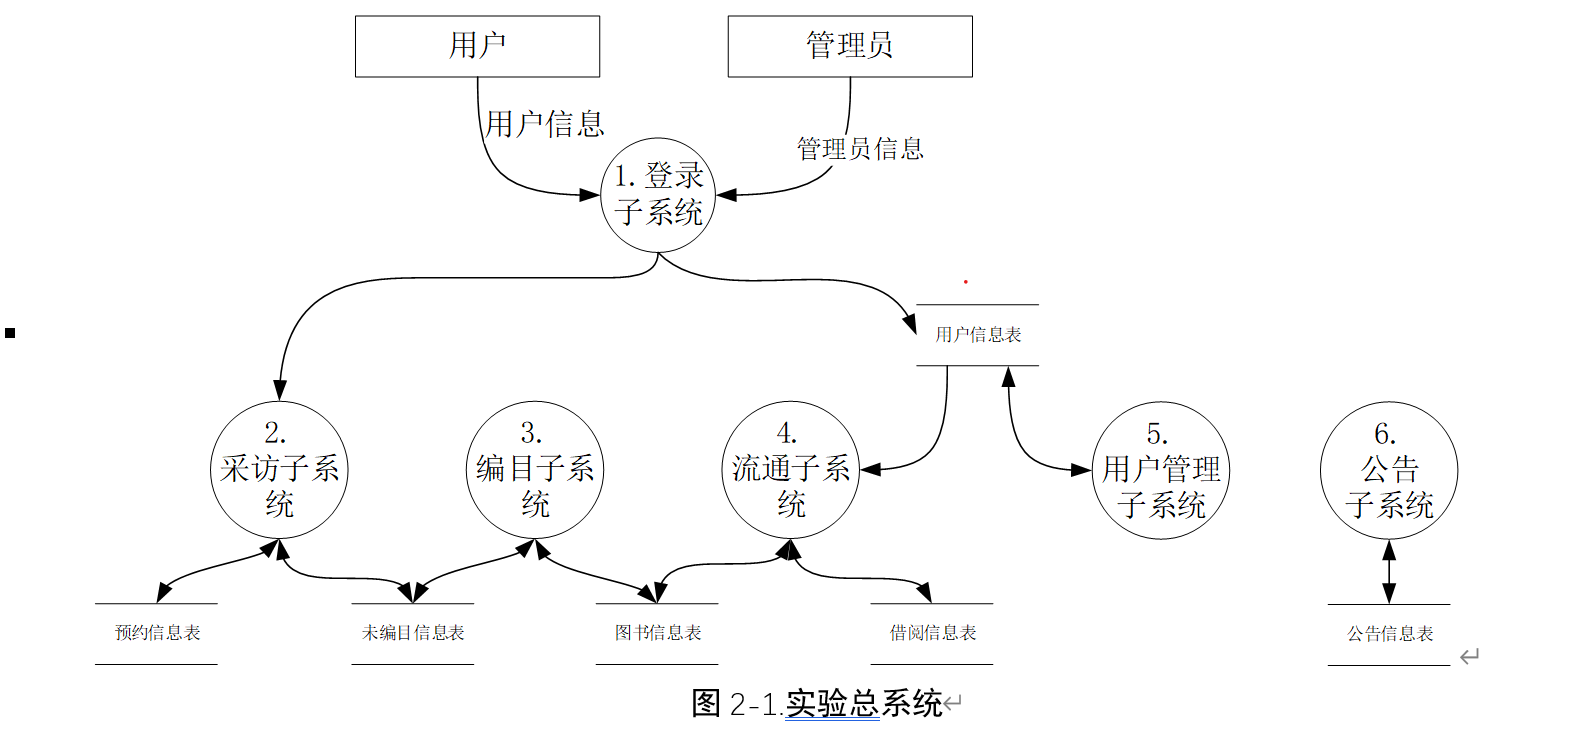 用户
管理员
用户信息
管理员信息
1.登录
子系统
用户信息表
2.
采访子系
统
3.
编目子系
统
4.
流通子系
统
5.
用户管理
子系统
6.
公告
子系统
预约信息表
未编目信息表
图书信息表
借阅信息表
公告信息表
图 2-1.实验总系统